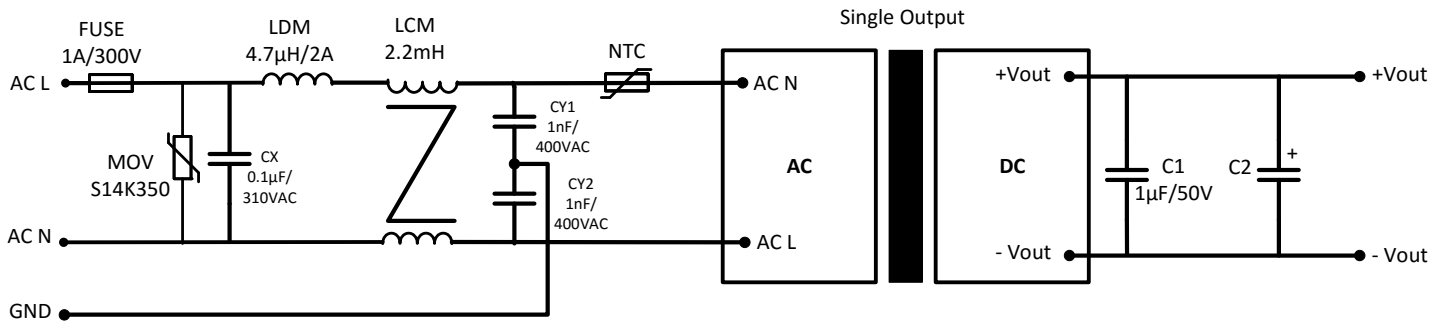 Single Output
FUSE
1A/300V
LDM
4.7µH/2A
LCM
2.2mH
NTC
AC L
AC N
+Vout
+Vout
MOV
S14K350
CX
0.1µF/
310VAC
CY1
1nF/
400VAC
CY2
1nF/
400VAC
AC
DC
C1
1µF/50V
C2
+
AC N
AC L
- Vout
- Vout
GND